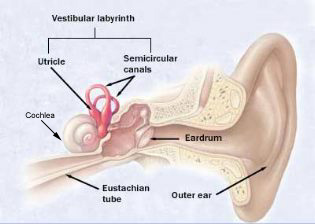 Vestibular labyrinth
Utricle
Semicircular
canals
Cochlea
Eardrum
Eustachian
tube
Outer ear